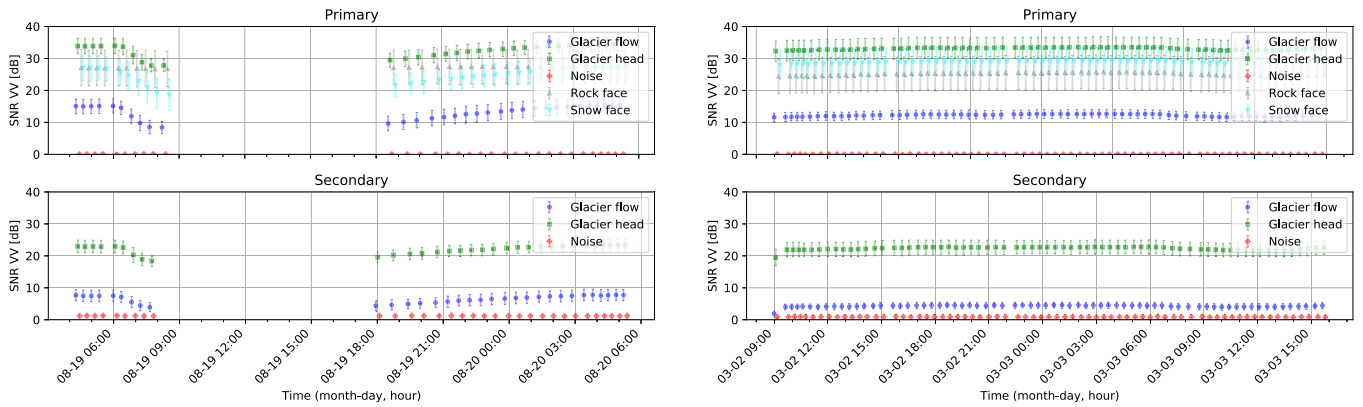 Primary
SNR VV [dB]
40
30
20
10
0
Glacier flow
Glacier head
Noise
Rock face
Snow face
Secondary
SNR VV [dB]
40
30
20
10
0
Glacier flow
Glacier head
Noise
08-19 06:00
08-19 09:00
08-19 12:00
08-19 15:00
08-19 18:00
08-19 21:00
08-20 00:00
08-20 03:00
08-20 06:00
Time (month-day, hour)
Primary
SNR VV [dB]
40
30
20
10
0
Glacier flow
Glacier head
Noise
Rock face
Snow face
Secondary
SNR VV [dB]
40
30
20
10
0
Glacier flow
Glacier head
Noise
03-02 09:00
03-02 12:00
03-02 15:00
03-02 18:00
03-02 21:00
03-03 00:00
03-03 03:00
03-03 06:00
03-03 09:00
03-03 12:00
03-03 15:00
Time (month-day, hour)